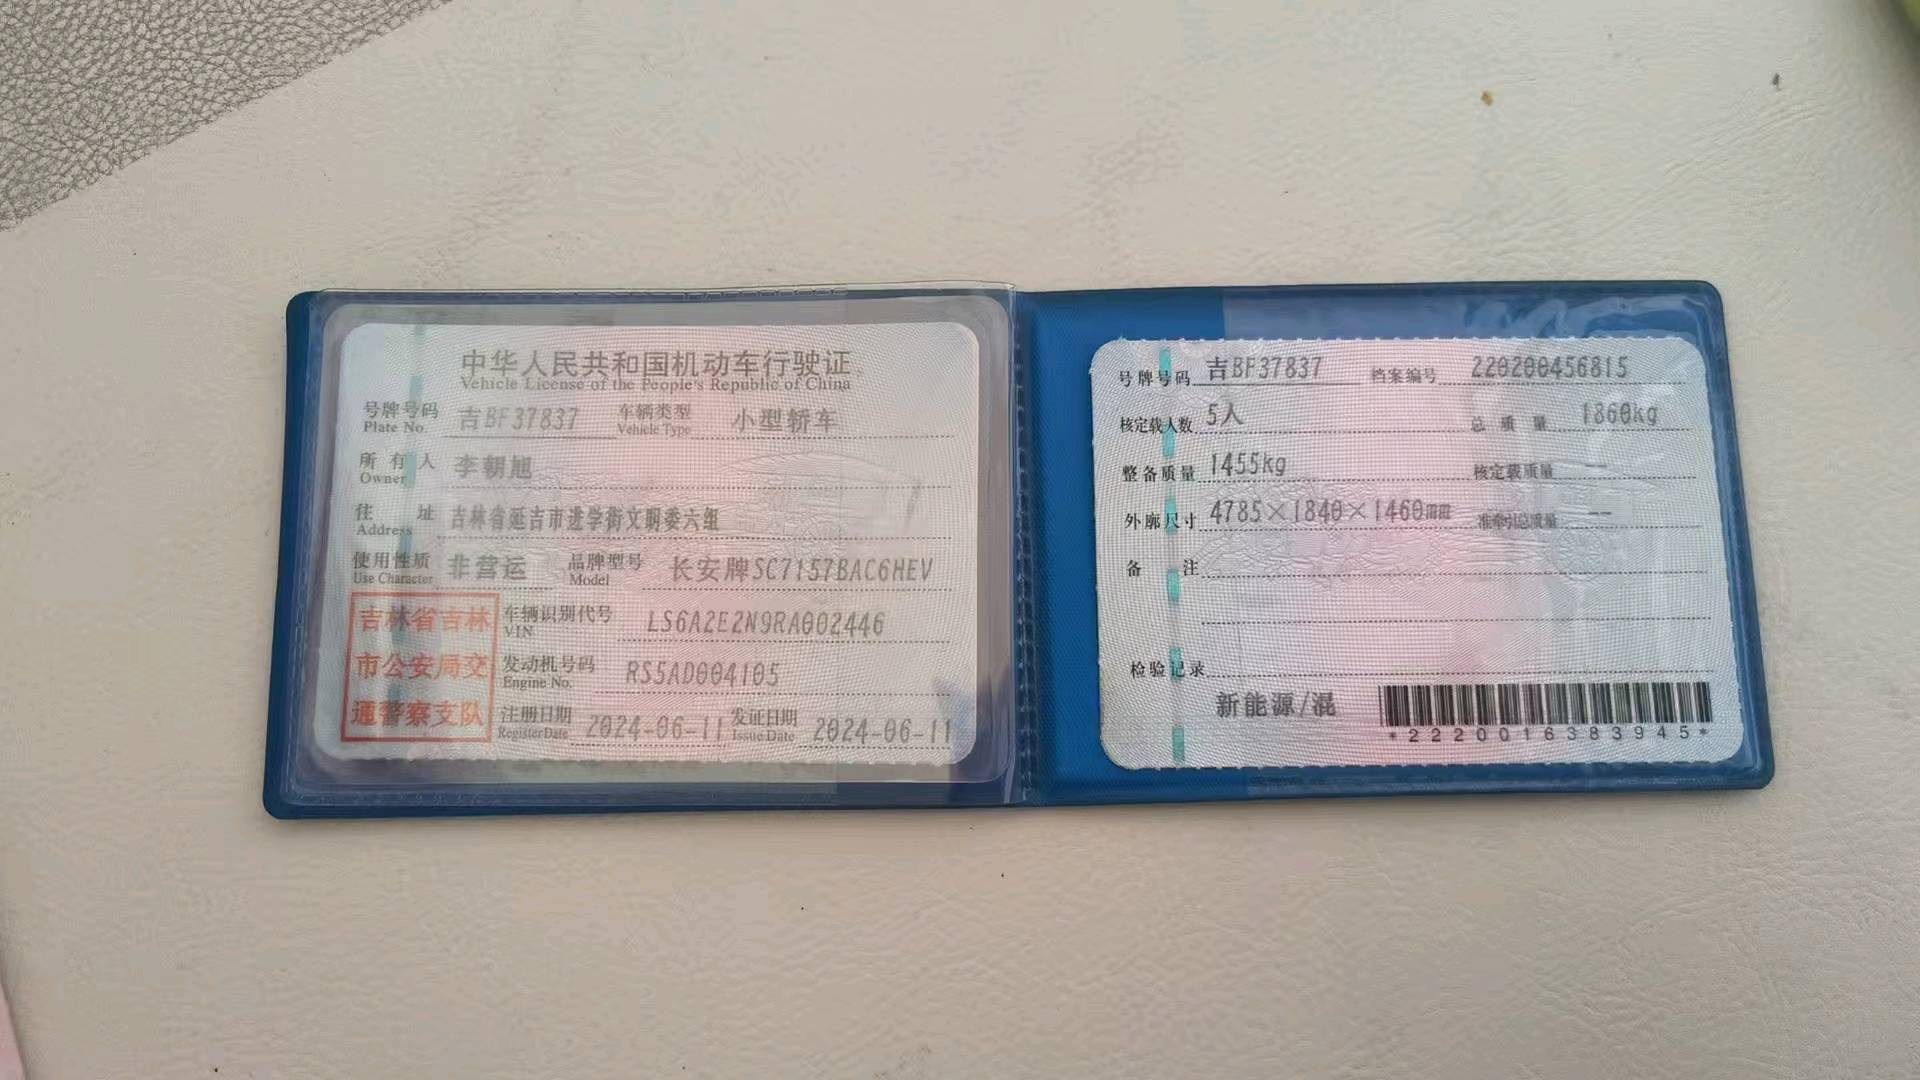 中华人民共和国机动车行驶证
Vehicle License of the People's Republic of China
号牌号码 吉BF37837 车辆类型 小型轿车
Plate No. Vehicle Type
所有人 李朝旭
Owner
住址 吉林省延吉市进学街文明委六组
Address
使用性质 非营运 品牌型号 长安牌SC7157BAC6HEV
Use Character Model
吉林省吉林
市公安局交
通警察支队
车辆识别代号 LS6A2E2N9RA002446
VIN
发动机号码 RS5AD004105
Engine No.
注册日期 2024-06-11 发证日期 2024-06-11
Register Date Issue Date
号牌号码 吉BF37837 档案编号 220200456815
核定载人数 5人 总质量 1860kg
整备质量 1455kg 核定载质量 --
外廓尺寸 4785×1840×1460mm 准牵引总质量 --
备注
检验记录
新能源/混
*2220016383945*